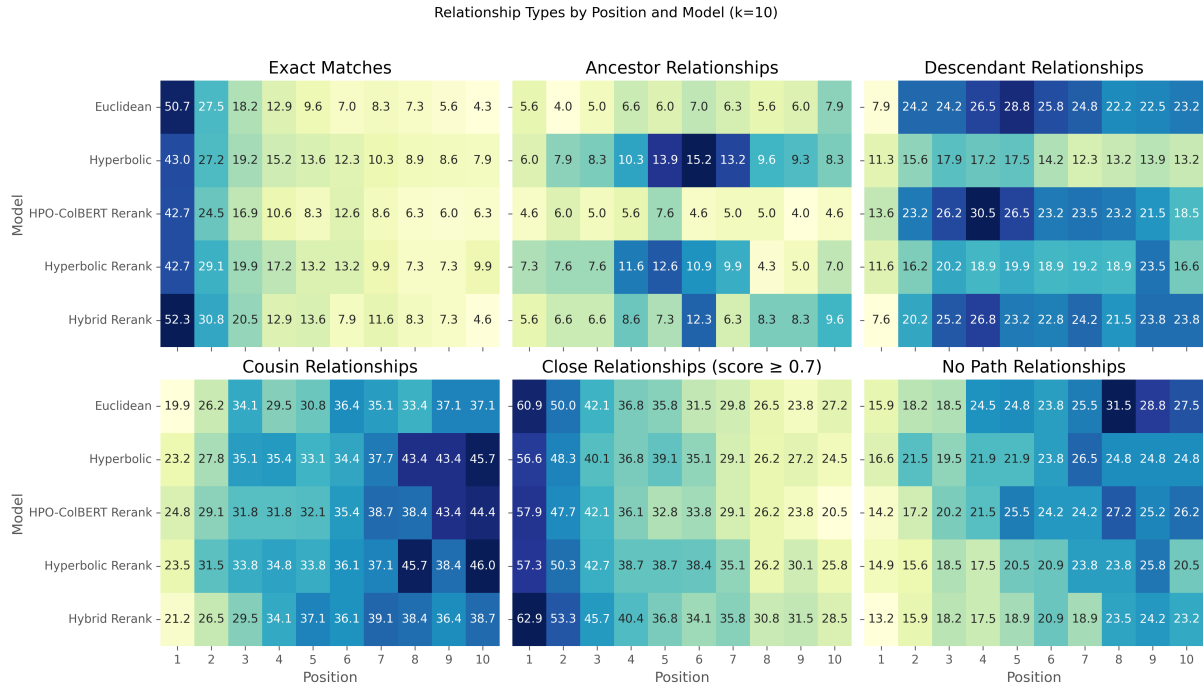 Relationship Types by Position and Model (k=10)
Exact Matches
Ancestor Relationships
Descendant Relationships
Model
Euclidean 50.7 27.5 18.2 12.9 9.6 7.0 8.3 7.3 5.6 4.3 5.6 4.0 5.0 6.6 6.0 7.0 6.3 5.6 6.0 7.9 7.9 24.2 24.2 26.5 28.8 25.8 24.8 22.2 22.5 23.2
Hyperbolic 43.0 27.2 19.2 15.2 13.6 12.3 10.3 8.9 8.6 7.9 6.0 7.9 8.3 10.3 13.9 15.2 13.2 9.6 9.3 8.3 11.3 15.6 17.9 17.2 17.5 14.2 12.3 13.2 13.9 13.2
HPO-ColBERT Rerank 42.7 24.5 16.9 10.6 8.3 12.6 8.6 6.3 6.0 6.3 4.6 6.0 5.0 5.6 7.6 4.6 5.0 5.0 4.0 4.6 13.6 23.2 26.2 30.5 26.5 23.2 23.5 23.2 21.5 18.5
Hyperbolic Rerank 42.7 29.1 19.9 17.2 13.2 13.2 9.9 7.3 7.3 9.9 7.3 7.6 7.6 11.6 12.6 10.9 9.9 4.3 5.0 7.0 11.6 16.2 20.2 18.9 19.9 18.9 19.2 18.9 23.5 16.6
Hybrid Rerank 52.3 30.8 20.5 12.9 13.6 7.9 11.6 8.3 7.3 4.6 5.6 6.6 6.6 8.6 7.3 12.3 6.3 8.3 8.3 9.6 7.6 20.2 25.2 26.8 23.2 22.8 24.2 21.5 23.8 23.8
Cousin Relationships
Close Relationships (score ≥ 0.7)
No Path Relationships
Model
Euclidean 19.9 26.2 34.1 29.5 30.8 36.4 35.1 33.4 37.1 37.1 60.9 50.0 42.1 36.8 35.8 31.5 29.8 26.5 23.8 27.2 15.9 18.2 18.5 24.5 24.8 23.8 25.5 31.5 28.8 27.5
Hyperbolic 23.2 27.8 35.1 35.4 33.1 34.4 37.7 43.4 43.4 45.7 56.6 48.3 40.1 36.8 39.1 35.1 29.1 26.2 27.2 24.5 16.6 21.5 19.5 21.9 21.9 23.8 26.5 24.8 24.8 24.8
HPO-ColBERT Rerank 24.8 29.1 31.8 31.8 32.1 35.4 38.7 38.4 43.4 44.4 57.9 47.7 42.1 36.1 32.8 33.8 29.1 26.2 23.8 20.5 14.2 17.2 20.2 21.5 25.5 24.2 24.2 27.2 25.2 26.2
Hyperbolic Rerank 23.5 31.5 33.8 34.8 33.8 36.1 37.1 45.7 38.4 46.0 57.3 50.3 42.7 38.7 38.7 38.4 35.1 26.2 30.1 25.8 14.9 15.6 18.5 17.5 20.5 20.9 23.8 23.8 25.8 20.5
Hybrid Rerank 21.2 26.5 29.5 34.1 37.1 36.1 39.1 38.4 36.4 38.7 62.9 53.3 45.7 40.4 36.8 34.1 35.8 30.8 31.5 28.5 13.2 15.9 18.2 17.2 18.9 20.9 18.9 23.5 24.2 23.2
1 2 3 4 5 6 7 8 9 10 1 2 3 4 5 6 7 8 9 10 1 2 3 4 5 6 7 8 9 10
Position Position Position